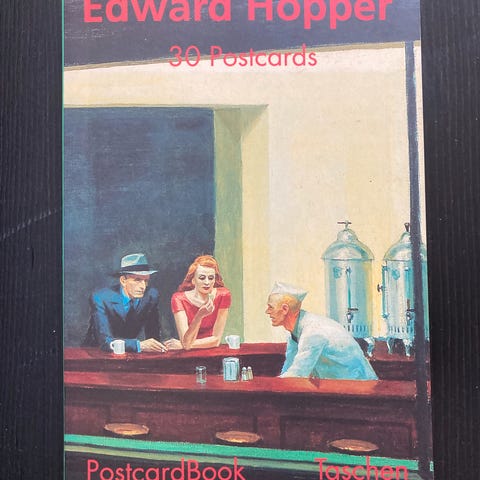 Edward Hopper
30 Postcards
PostcardBook Taschen